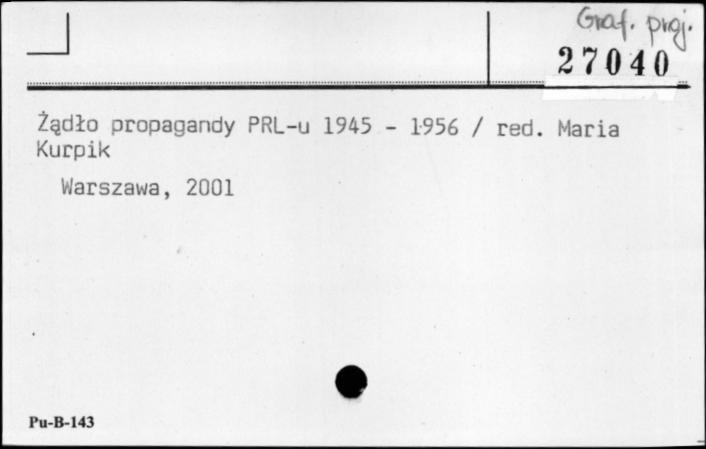 Graf. proj.
27040
Żądło propagandy PRL-u 1945 - 1956 / red. Maria
Kurpik
Warszawa, 2001
Pu-B-143